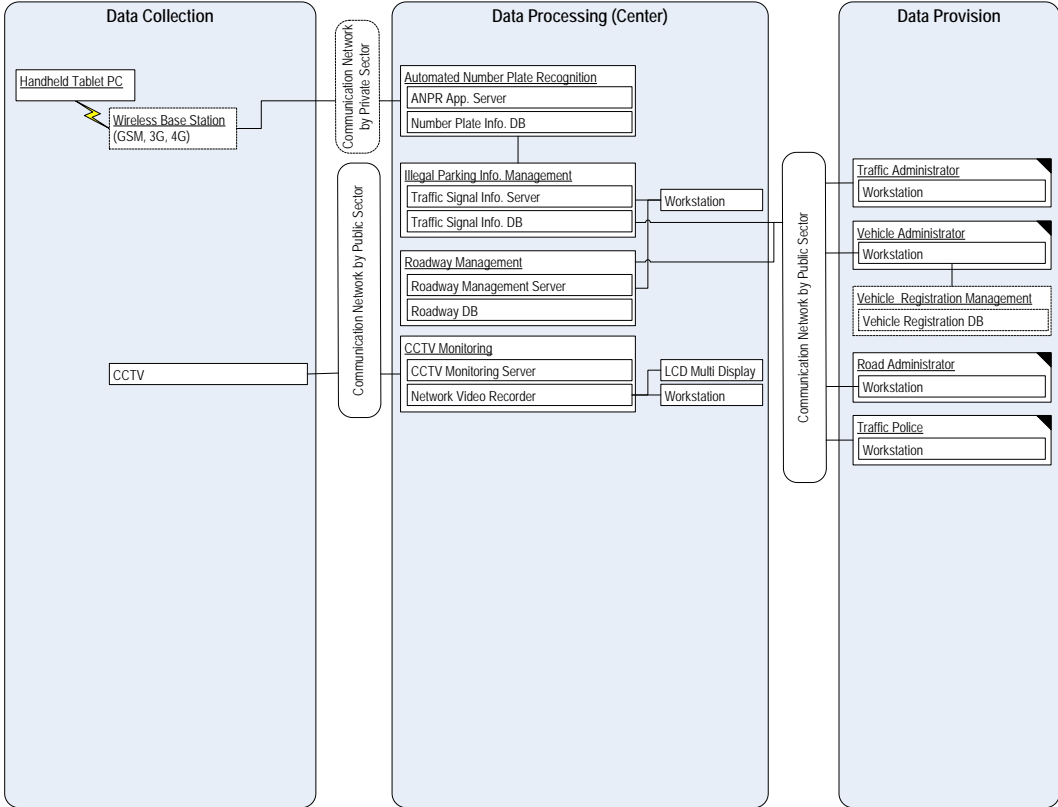 Data Collection
Handheld Tablet PC
Wireless Base Station
(GSM, 3G, 4G)
CCTV
Communication Network
by Private Sector
Communication Network by Public Sector
Data Processing (Center)
Automated Number Plate Recognition
ANPR App. Server
Number Plate Info. DB
Illegal Parking Info. Management
Traffic Signal Info. Server
Traffic Signal Info. DB
Workstation
Roadway Management
Roadway Management Server
Roadway DB
CCTV Monitoring
CCTV Monitoring Server
Network Video Recorder
LCD Multi Display
Workstation
Communication Network by Public Sector
Data Provision
Traffic Administrator
Workstation
Vehicle Administrator
Workstation
Vehicle Registration Management
Vehicle Registration DB
Road Administrator
Workstation
Traffic Police
Workstation